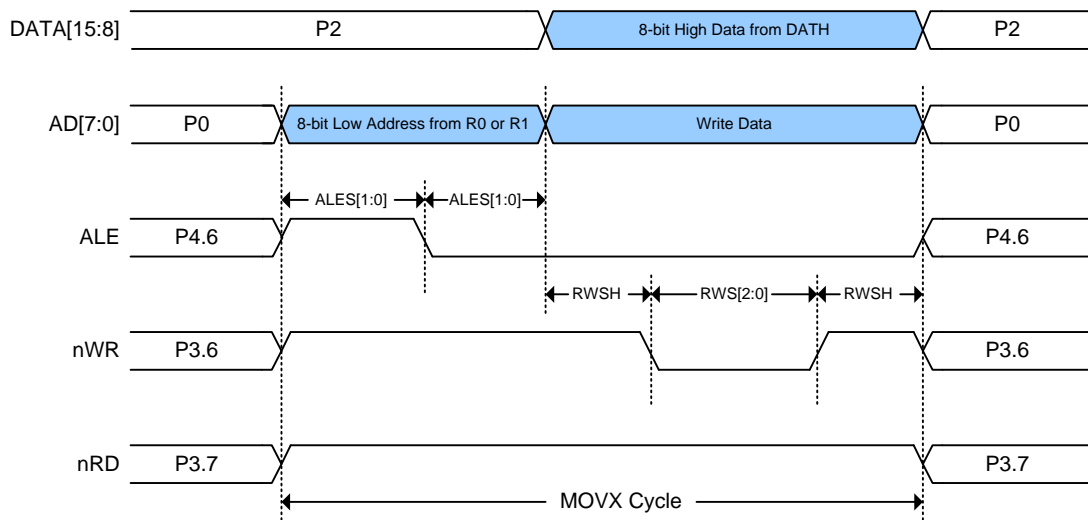 DATA[15:8] P2 8-bit High Data from DATH P2
AD[7:0] P0 8-bit Low Address from R0 or R1 Write Data P0
ALES[1:0] ALES[1:0]
ALE P4.6 P4.6
RWSH RWS[2:0] RWSH
nWR P3.6 P3.6
nRD P3.7 P3.7
MOVX Cycle